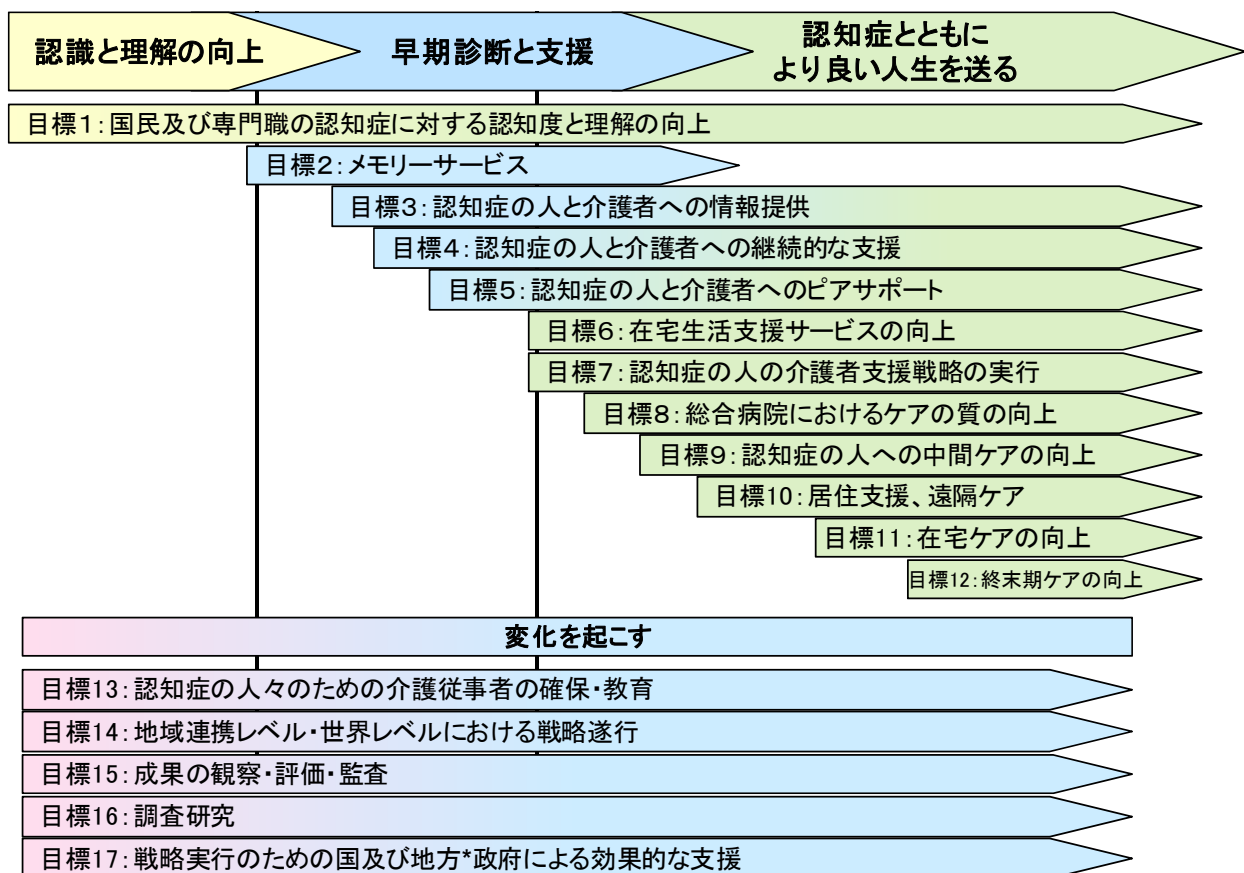 認識と理解の向上
早期診断と支援
認知症とともに
より良い人生を送る
目標1：国民及び専門職の認知症に対する認知度と理解の向上
目標2：メモリーサービス
目標3：認知症の人と介護者への情報提供
目標4：認知症の人と介護者への継続的な支援
目標5：認知症の人と介護者へのピアサポート
目標6：在宅生活支援サービスの向上
目標7：認知症の人の介護者支援戦略の実行
目標8：総合病院におけるケアの質の向上
目標9：認知症の人への中間ケアの向上
目標10：居住支援、遠隔ケア
目標11：在宅ケアの向上
目標12：終末期ケアの向上
変化を起こす
目標13：認知症の人々のための介護従事者の確保・教育
目標14：地域連携レベル・世界レベルにおける戦略遂行
目標15：成果の観察・評価・監査
目標16：調査研究
目標17：戦略実行のための国及び地方*政府による効果的な支援